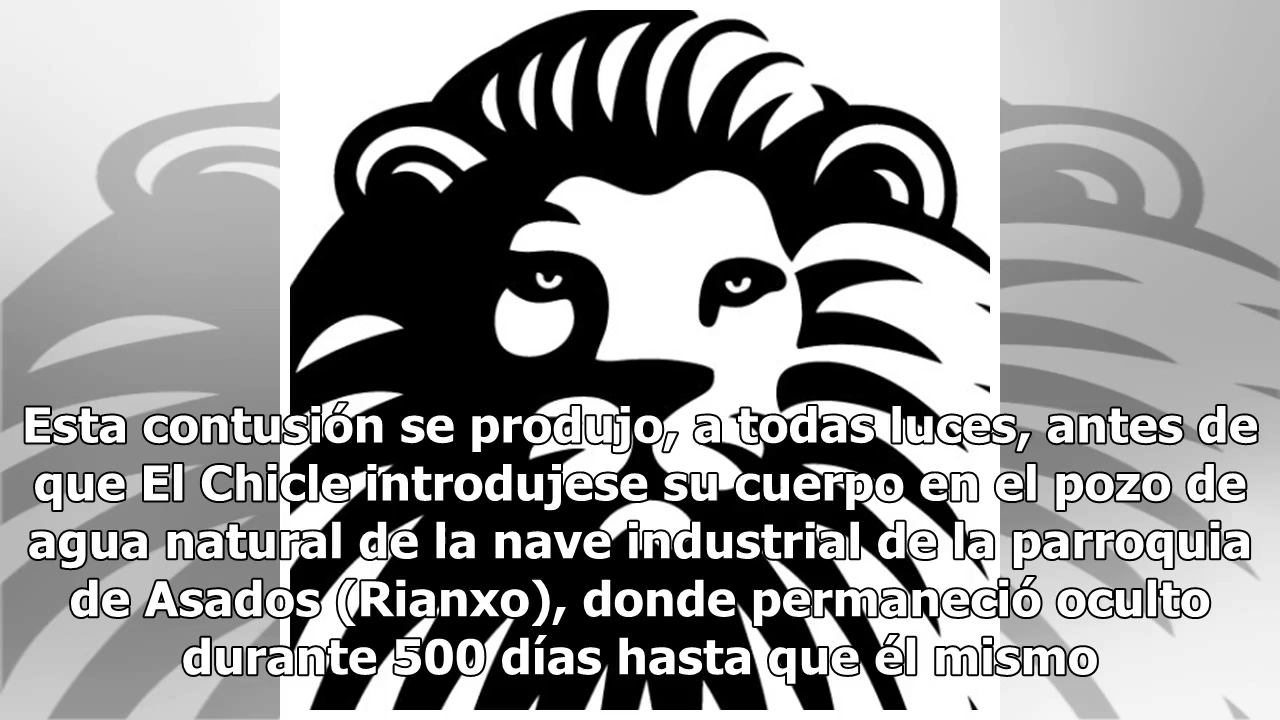 Esta contusión se produjo, a todas luces, antes de
que El Chicle introdujese su cuerpo en el pozo de
agua natural de la nave industrial de la parroquia
de Asados (Rianxo), donde permaneció oculto
durante 500 días hasta que él mismo